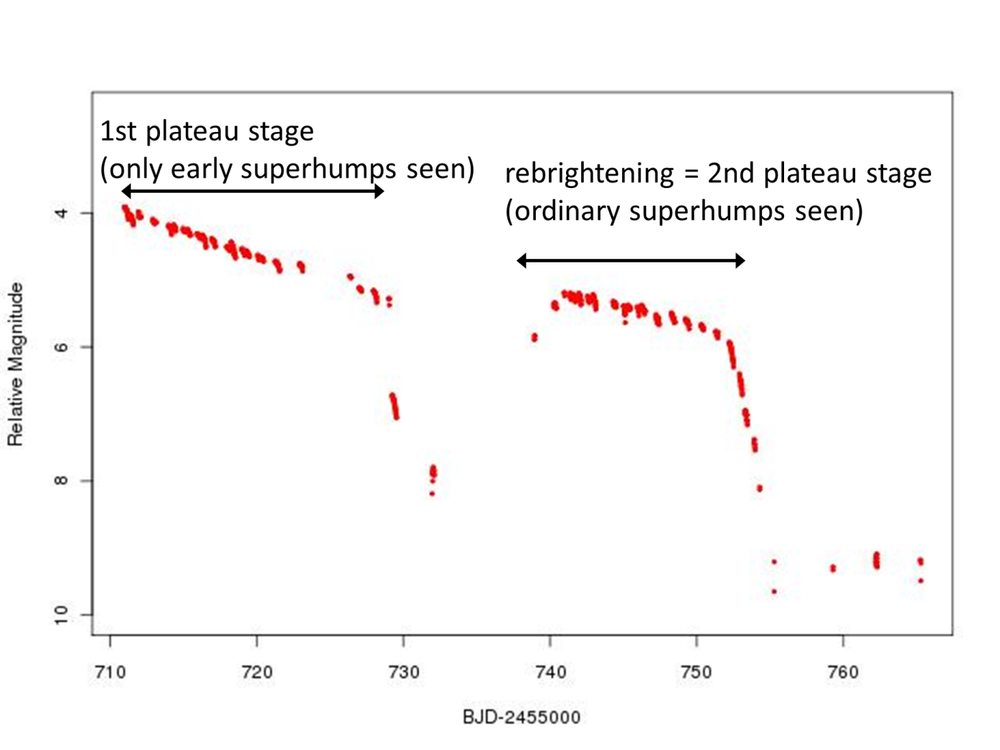 1st plateau stage
(only early superhumps seen)
rebrightening = 2nd plateau stage
(ordinary superhumps seen)
4
6
8
10
Relative Magnitude
710 720 730 740 750 760
BJD-2455000